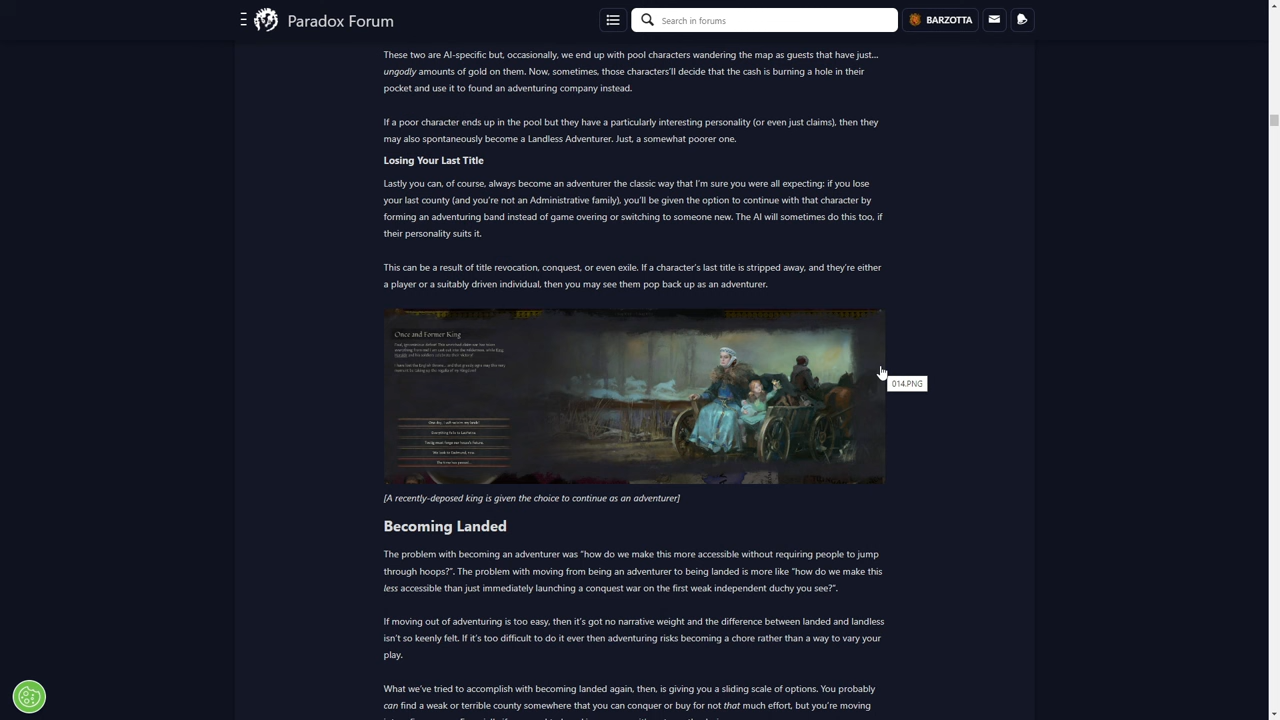 Paradox Forum
Search in forums
BARZOTTA
These two are AI-specific but, occasionally, we end up with pool characters wandering the map as guests that have just...
ungodly amounts of gold on them. Now, sometimes, those characters'll decide that the cash is burning a hole in their
pocket and use it to found an adventuring company instead.
If a poor character ends up in the pool but they have a particularly interesting personality (or even just claims), then they
may also spontaneously become a Landless Adventurer. Just, a somewhat poorer one.
Losing Your Last Title
Lastly you can, of course, always become an adventurer the classic way that I'm sure you were all expecting: if you lose
your last county (and you're not an Administrative family), you'll be given the option to continue with that character by
forming an adventuring band instead of game overing or switching to someone new. The AI will sometimes do this too, if
their personality suits it.
This can be a result of title revocation, conquest, or even exile. If a character's last title is stripped away, and they're either
a player or a suitably driven individual, then you may see them pop back up as an adventurer.
Once and Former King
014.PNG
[A recently-deposed king is given the choice to continue as an adventurer]
Becoming Landed
The problem with becoming an adventurer was "how do we make this more accessible without requiring people to jump
through hoops?". The problem with moving from being an adventurer to being landed is more like "how do we make this
less accessible than just immediately launching a conquest war on the first weak independent duchy you see?".
If moving out of adventuring is too easy, then it's got no narrative weight and the difference between landed and landless
isn't so keenly felt. If it's too difficult to do it ever then adventuring risks becoming a chore rather than a way to vary your
play.
What we've tried to accomplish with becoming landed again, then, is giving you a sliding scale of options. You probably
can find a weak or terrible county somewhere that you can conquer or buy for not that much effort, but you're moving